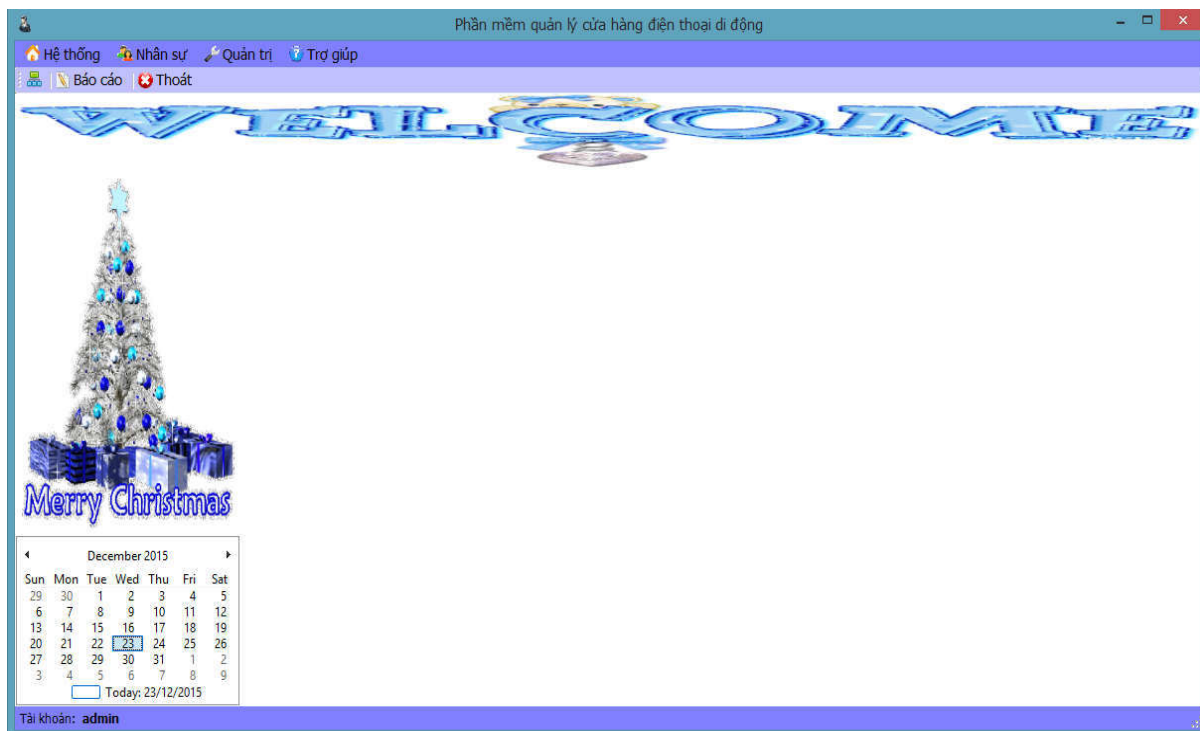 Phần mềm quản lý cửa hàng điện thoại di động
Hệ thống Nhân sự Quản trị Trợ giúp
Báo cáo Thoát
WELCOME
Merry Christmas
December 2015
Sun Mon Tue Wed Thu Fri Sat
29 30 1 2 3 4 5
6 7 8 9 10 11 12
13 14 15 16 17 18 19
20 21 22 23 24 25 26
27 28 29 30 31 1 2
3 4 5 6 7 8 9
Today: 23/12/2015
Tài khoản: admin